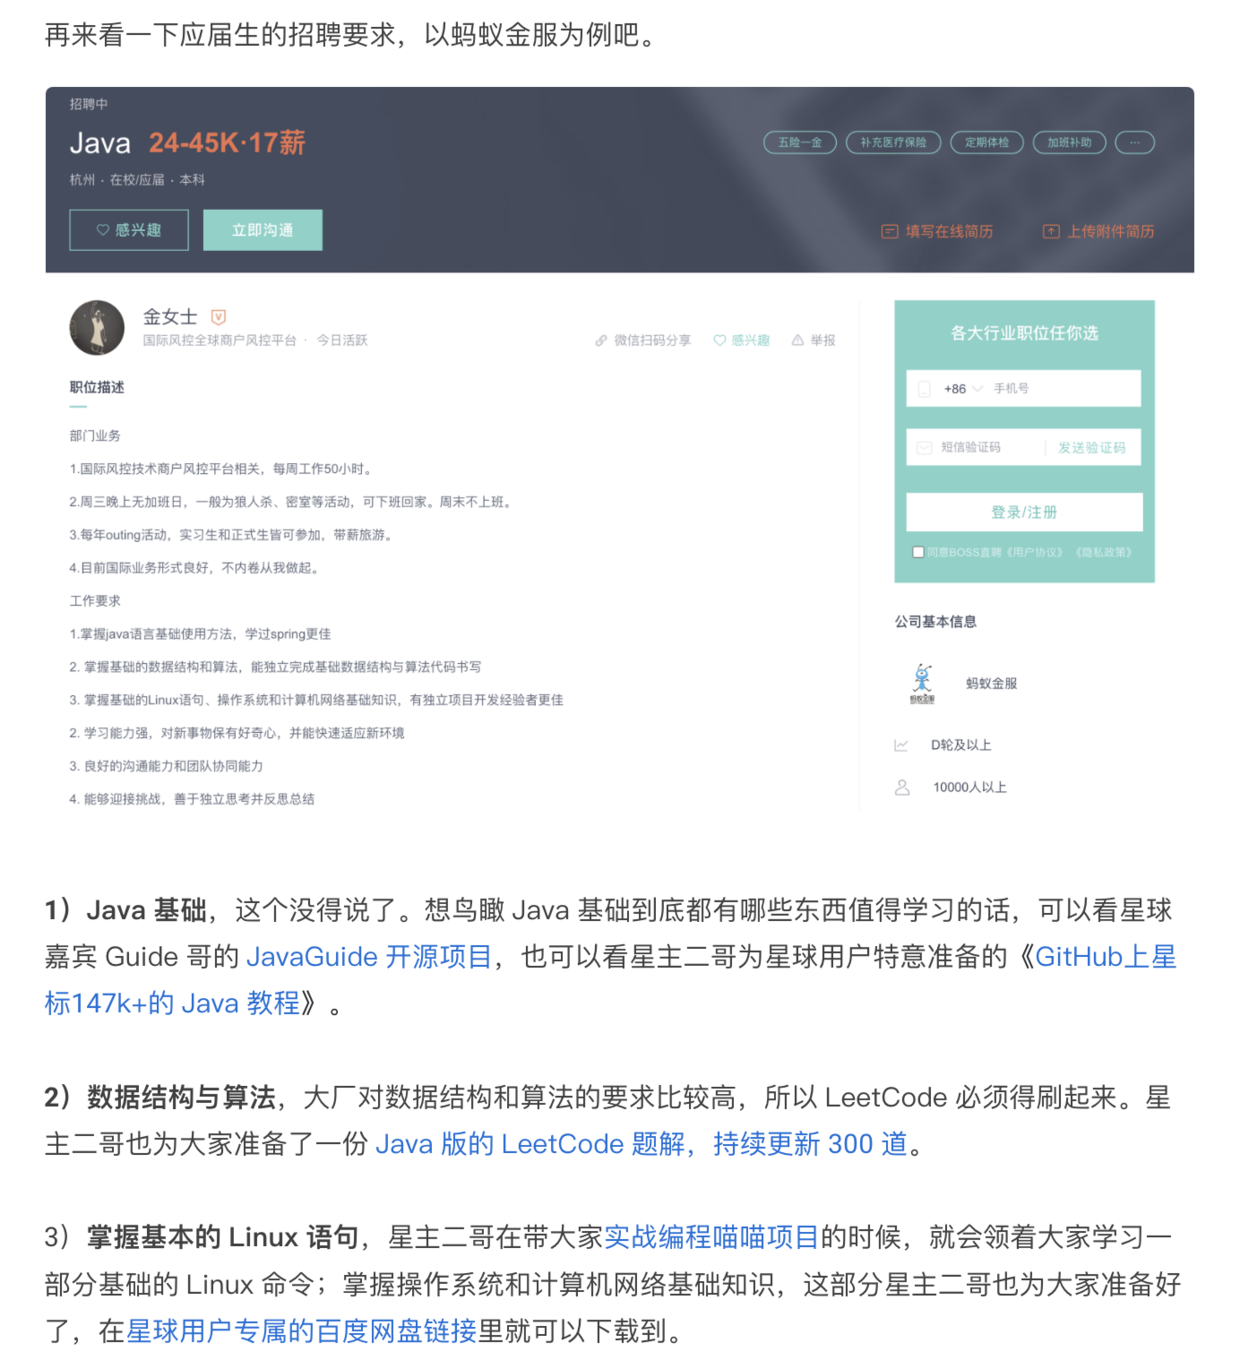 再来看一下应届生的招聘要求，以蚂蚁金服为例吧。
招聘中
Java 24-45K·17薪
五险一金 补充医疗保险 定期体检 加班补助 ···
杭州 · 在校/应届 · 本科
感兴趣 立即沟通
填写在线简历 上传附件简历
金女士
国际风控全球商户风控平台 · 今日活跃
微信扫码分享 感兴趣 举报
职位描述
部门业务
1.国际风控技术商户风控平台相关，每周工作50小时。
2.周三晚上无加班日，一般为狼人杀、密室等活动，可下班回家。周末不上班。
3.每年outing活动，实习生和正式生皆可参加，带薪旅游。
4.目前国际业务形式良好，不内卷从我做起。
工作要求
1.掌握java语言基础使用方法，学过spring更佳
2. 掌握基础的数据结构和算法，能独立完成基础数据结构与算法代码书写
3. 掌握基础的Linux语句、操作系统和计算机网络基础知识，有独立项目开发经验者更佳
2. 学习能力强，对新事物保有好奇心，并能快速适应新环境
3. 良好的沟通能力和团队协同能力
4. 能够迎接挑战，善于独立思考并反思总结
各大行业职位任你选
+86 手机号
短信验证码 发送验证码
登录/注册
同意BOSS直聘《用户协议》《隐私政策》
公司基本信息
蚂蚁金服
蚂蚁金服
D轮及以上
10000人以上
1）Java 基础，这个没得说了。想鸟瞰 Java 基础到底都有哪些东西值得学习的话，可以看星球
嘉宾 Guide 哥的 JavaGuide 开源项目，也可以看星主二哥为星球用户特意准备的《GitHub上星
标147k+的 Java 教程》。
2）数据结构与算法，大厂对数据结构和算法的要求比较高，所以 LeetCode 必须得刷起来。星
主二哥也为大家准备了一份 Java 版的 LeetCode 题解，持续更新 300 道。
3）掌握基本的 Linux 语句，星主二哥在带大家实战编程喵喵项目的时候，就会领着大家学习一
部分基础的 Linux 命令；掌握操作系统和计算机网络基础知识，这部分星主二哥也为大家准备好
了，在星球用户专属的百度网盘链接里就可以下载到。